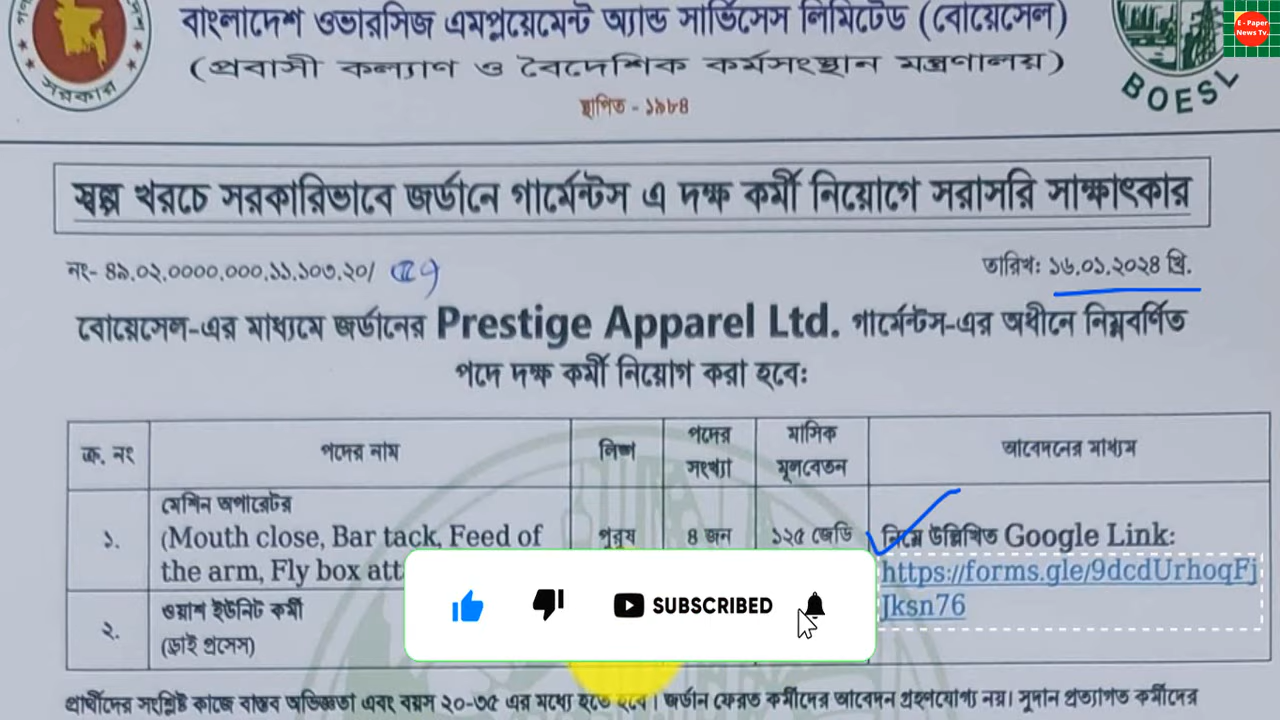 বাংলাদেশ ওভারসিজ এমপ্লয়েমেন্ট অ্যান্ড সার্ভিসেস লিমিটেড (বোয়েসেল)
(প্রবাসী কল্যাণ ও বৈদেশিক কর্মসংস্থান মন্ত্রণালয়)
স্থাপিত - ১৯৮৪
সরকার
BOESL
E - Paper
News Tv.
স্বল্প খরচে সরকারিভাবে জর্ডানে গার্মেন্টস এ দক্ষ কর্মী নিয়োগে সরাসরি সাক্ষাৎকার
নং- ৪৯.০২.০০০০.০০০.১১.১০৩.২০/
তারিখ: ১৬.০১.২০২৪ খ্রি.
বোয়েসেল-এর মাধ্যমে জর্ডানের Prestige Apparel Ltd. গার্মেন্টস-এর অধীনে নিম্নবর্ণিত
পদে দক্ষ কর্মী নিয়োগ করা হবে:
ক্র. নং
পদের নাম
লিঙ্গ
পদের
সংখ্যা
মাসিক
মূলবেতন
আবেদনের মাধ্যম
১.
মেশিন অপারেটর
(Mouth close, Bar tack, Feed of
the arm, Fly box
পুরুষ
৪ জন
১২৫ জেডি
নিম্নে উল্লিখিত Google Link:
https://forms.gle/9dcdUrhoqFj
Jksn76
২.
ওয়াশ ইউনিট কর্মী
(ড্রাই প্রসেস)
SUBSCRIBED
প্রার্থীদের সংশ্লিষ্ট কাজে বাস্তব অভিজ্ঞতা এবং বয়স ২০-৩৫ এর মধ্যে হতে হবে। জর্ডান ফেরত কর্মীদের আবেদন গ্রহণযোগ্য নয়। সুদান প্রত্যাগত কর্মীদের